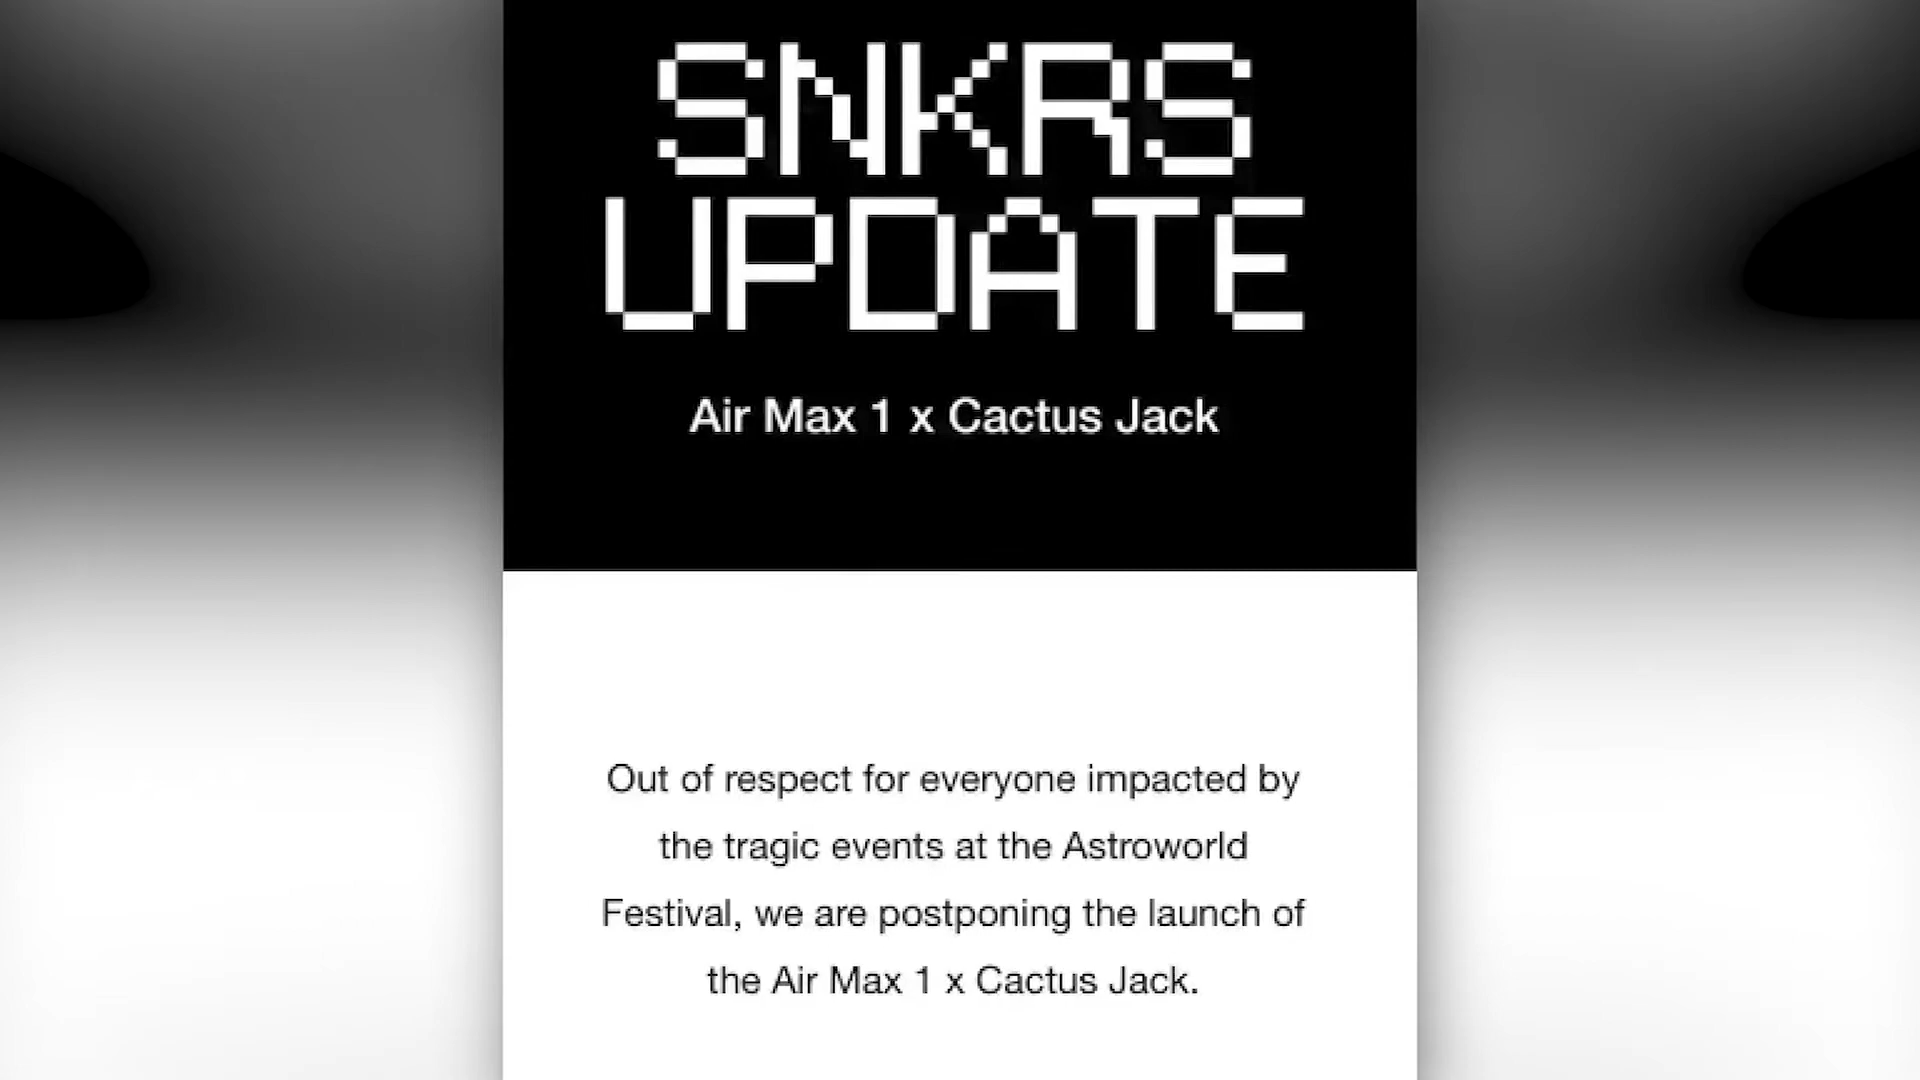 SNKRS
UPDATE
Air Max 1 x Cactus Jack
Out of respect for everyone impacted by
the tragic events at the Astroworld
Festival, we are postponing the launch of
the Air Max 1 x Cactus Jack.